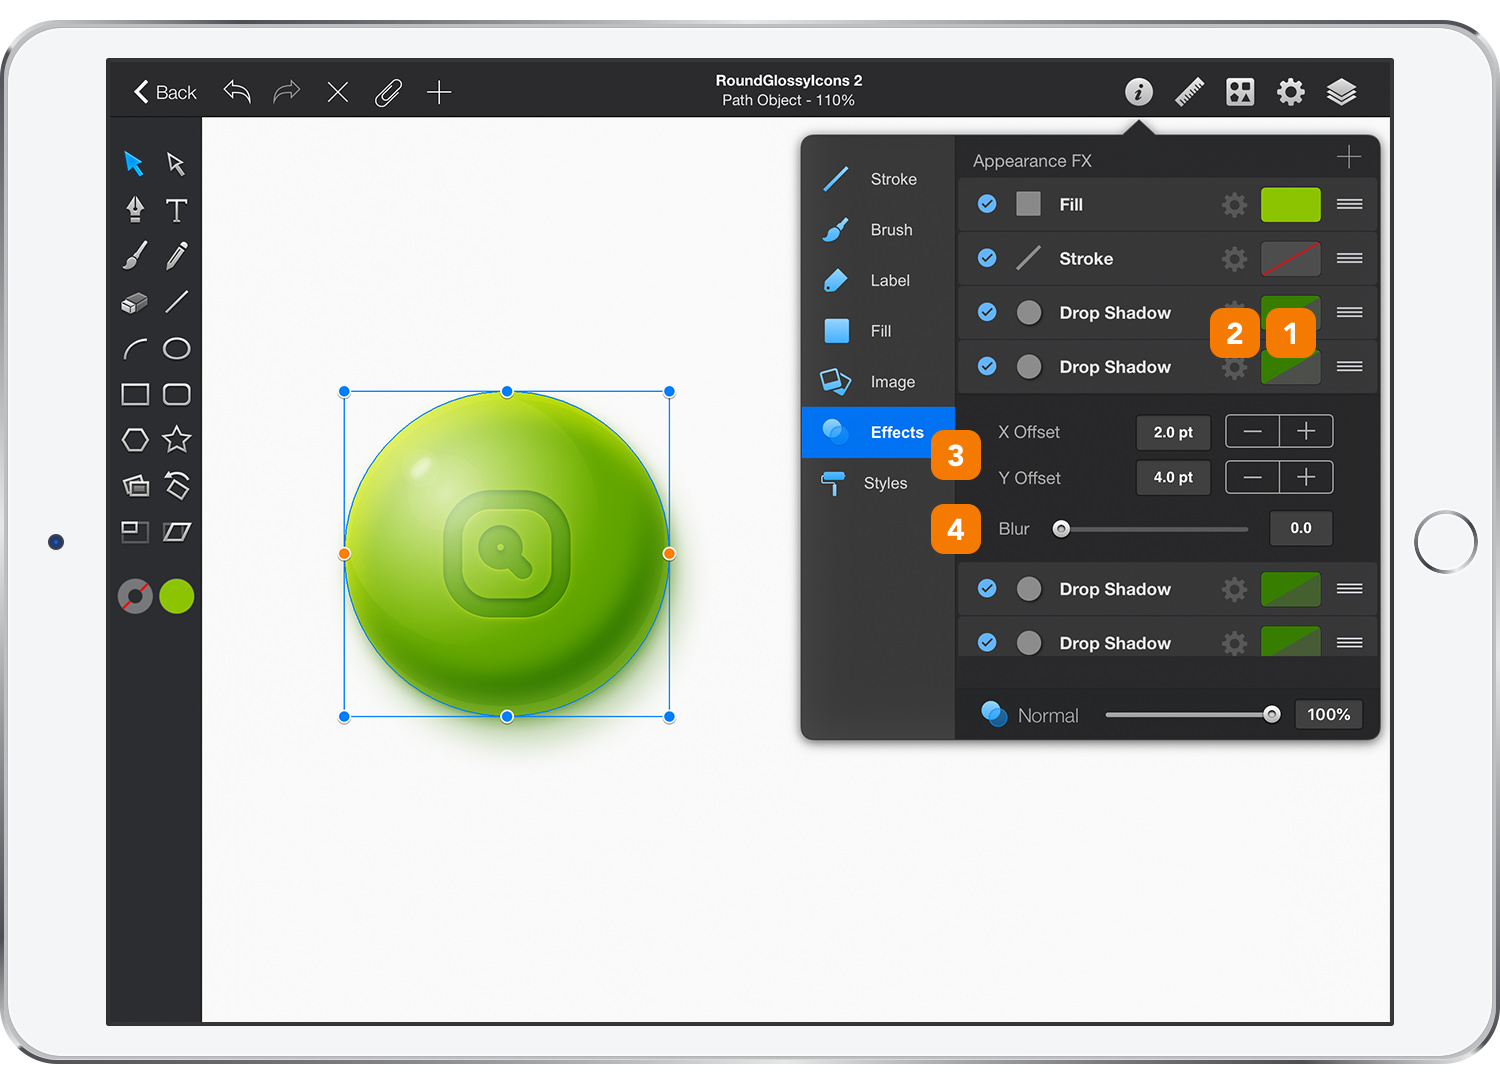 Back
RoundGlossyIcons 2
Path Object - 110%
T
Stroke
Brush
Label
Fill
Image
Effects
Styles
Appearance FX
Fill
Stroke
Drop Shadow
2
1
Drop Shadow
3
X Offset
2.0 pt
Y Offset
4.0 pt
4
Blur
0.0
Drop Shadow
Drop Shadow
Normal
100%